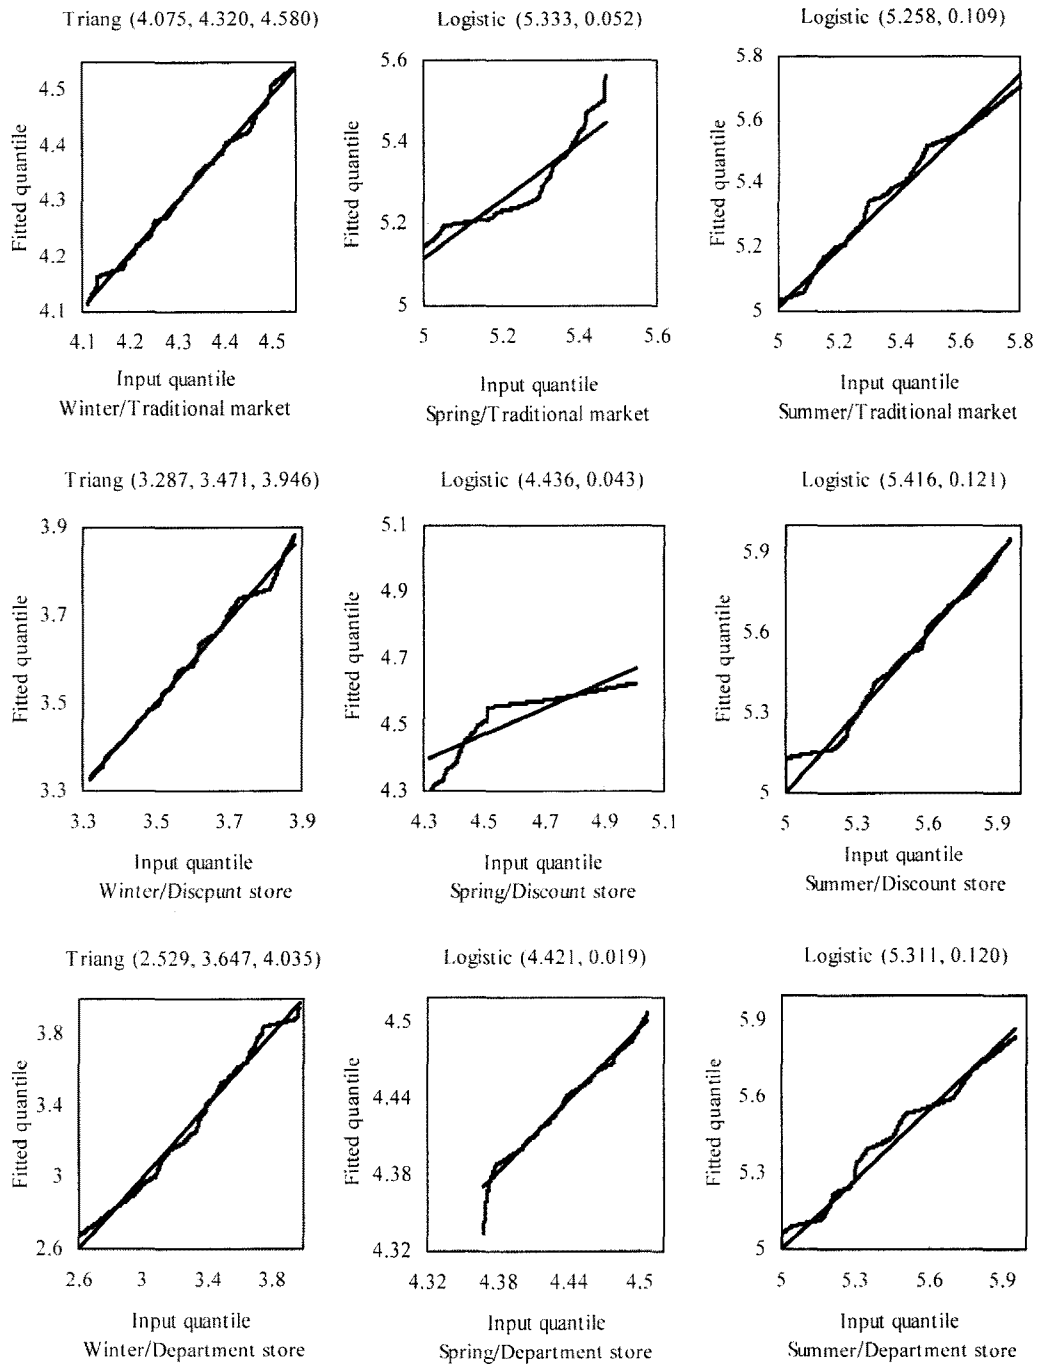 Triang (4.075, 4.320, 4.580)
Fitted quantile
4.5
4.4
4.3
4.2
4.1
4.1 4.2 4.3 4.4 4.5
Input quantile
Winter/Traditional market
Logistic (5.333, 0.052)
Fitted quantile
5.6
5.4
5.2
5
5 5.2 5.4 5.6
Input quantile
Spring/Traditional market
Logistic (5.258, 0.109)
Fitted quantile
5.8
5.6
5.4
5.2
5
5 5.2 5.4 5.6 5.8
Input quantile
Summer/Traditional market
Triang (3.287, 3.471, 3.946)
Fitted quantile
3.9
3.7
3.5
3.3
3.3 3.5 3.7 3.9
Input quantile
Winter/Discpunt store
Logistic (4.436, 0.043)
Fitted quantile
5.1
4.9
4.7
4.5
4.3
4.3 4.5 4.7 4.9 5.1
Input quantile
Spring/Discount store
Logistic (5.416, 0.121)
Fitted quantile
5.9
5.6
5.3
5
5 5.3 5.6 5.9
Input quantile
Summer/Discount store
Triang (2.529, 3.647, 4.035)
Fitted quantile
3.8
3.4
3
2.6
2.6 3 3.4 3.8
Input quantile
Winter/Department store
Logistic (4.421, 0.019)
Fitted quantile
4.5
4.44
4.38
4.32
4.32 4.38 4.44 4.5
Input quantile
Spring/Department store
Logistic (5.311, 0.120)
Fitted quantile
5.9
5.6
5.3
5
5 5.3 5.6 5.9
Input quantile
Summer/Department store